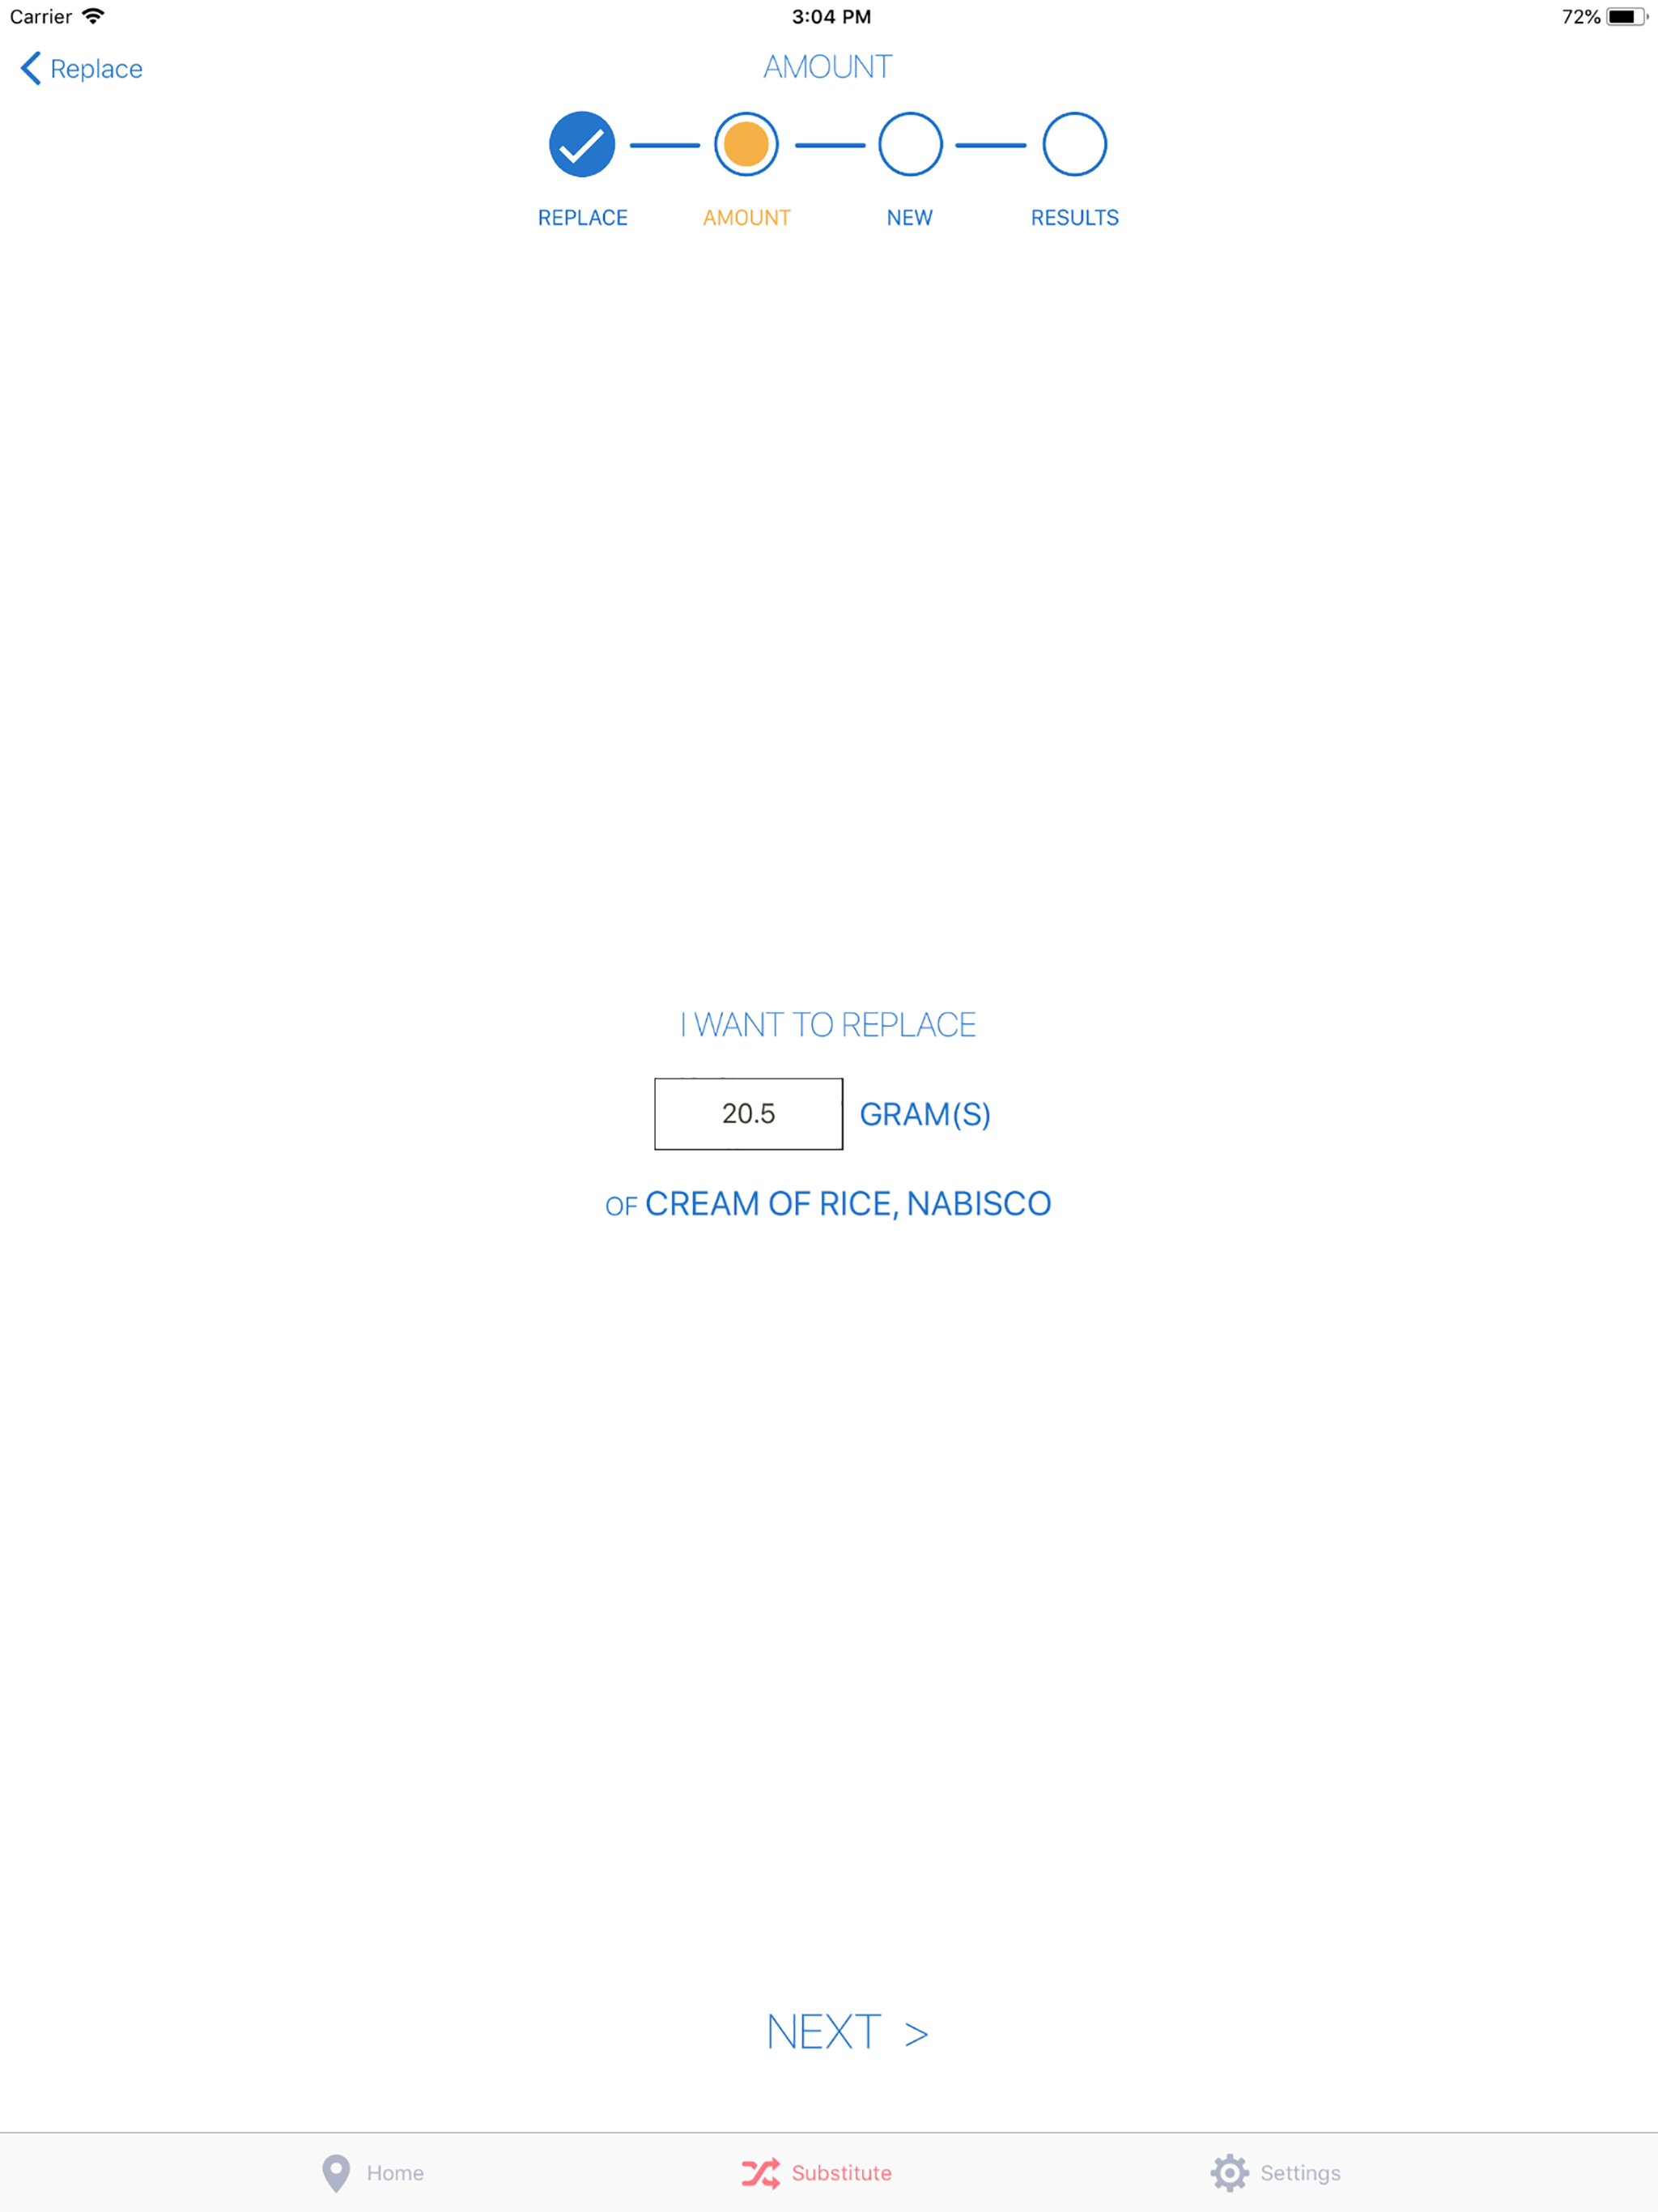 Carrier 3:04 PM 72%
Replace AMOUNT
REPLACE AMOUNT NEW RESULTS
I WANT TO REPLACE
20.5 GRAM(S)
OF CREAM OF RICE, NABISCO
NEXT >
Home Substitute Settings